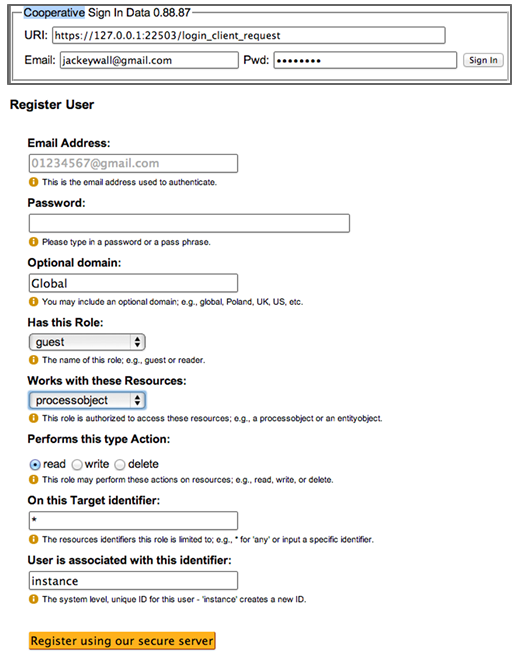 Cooperative Sign In Data 0.88.87
URI: https://127.0.0.1:22503/login_client_request
Email: jackeywall@gmail.com Pwd: •••••••• Sign In
Register User
Email Address:
01234567@gmail.com
This is the email address used to authenticate.
Password:
Please type in a password or a pass phrase.
Optional domain:
Global
You may include an optional domain; e.g., global, Poland, UK, US, etc.
Has this Role:
guest
The name of this role; e.g., guest or reader.
Works with these Resources:
processobject
This role is authorized to access these resources; e.g., a processobject or an entityobject.
Performs this type Action:
read write delete
This role may perform these actions on resources; e.g., read, write, or delete.
On this Target identifier:
*
The resources identifiers this role is limited to; e.g., * for 'any' or input a specific identifier.
User is associated with this identifier:
instance
The system level, unique ID for this user - 'instance' creates a new ID.
Register using our secure server